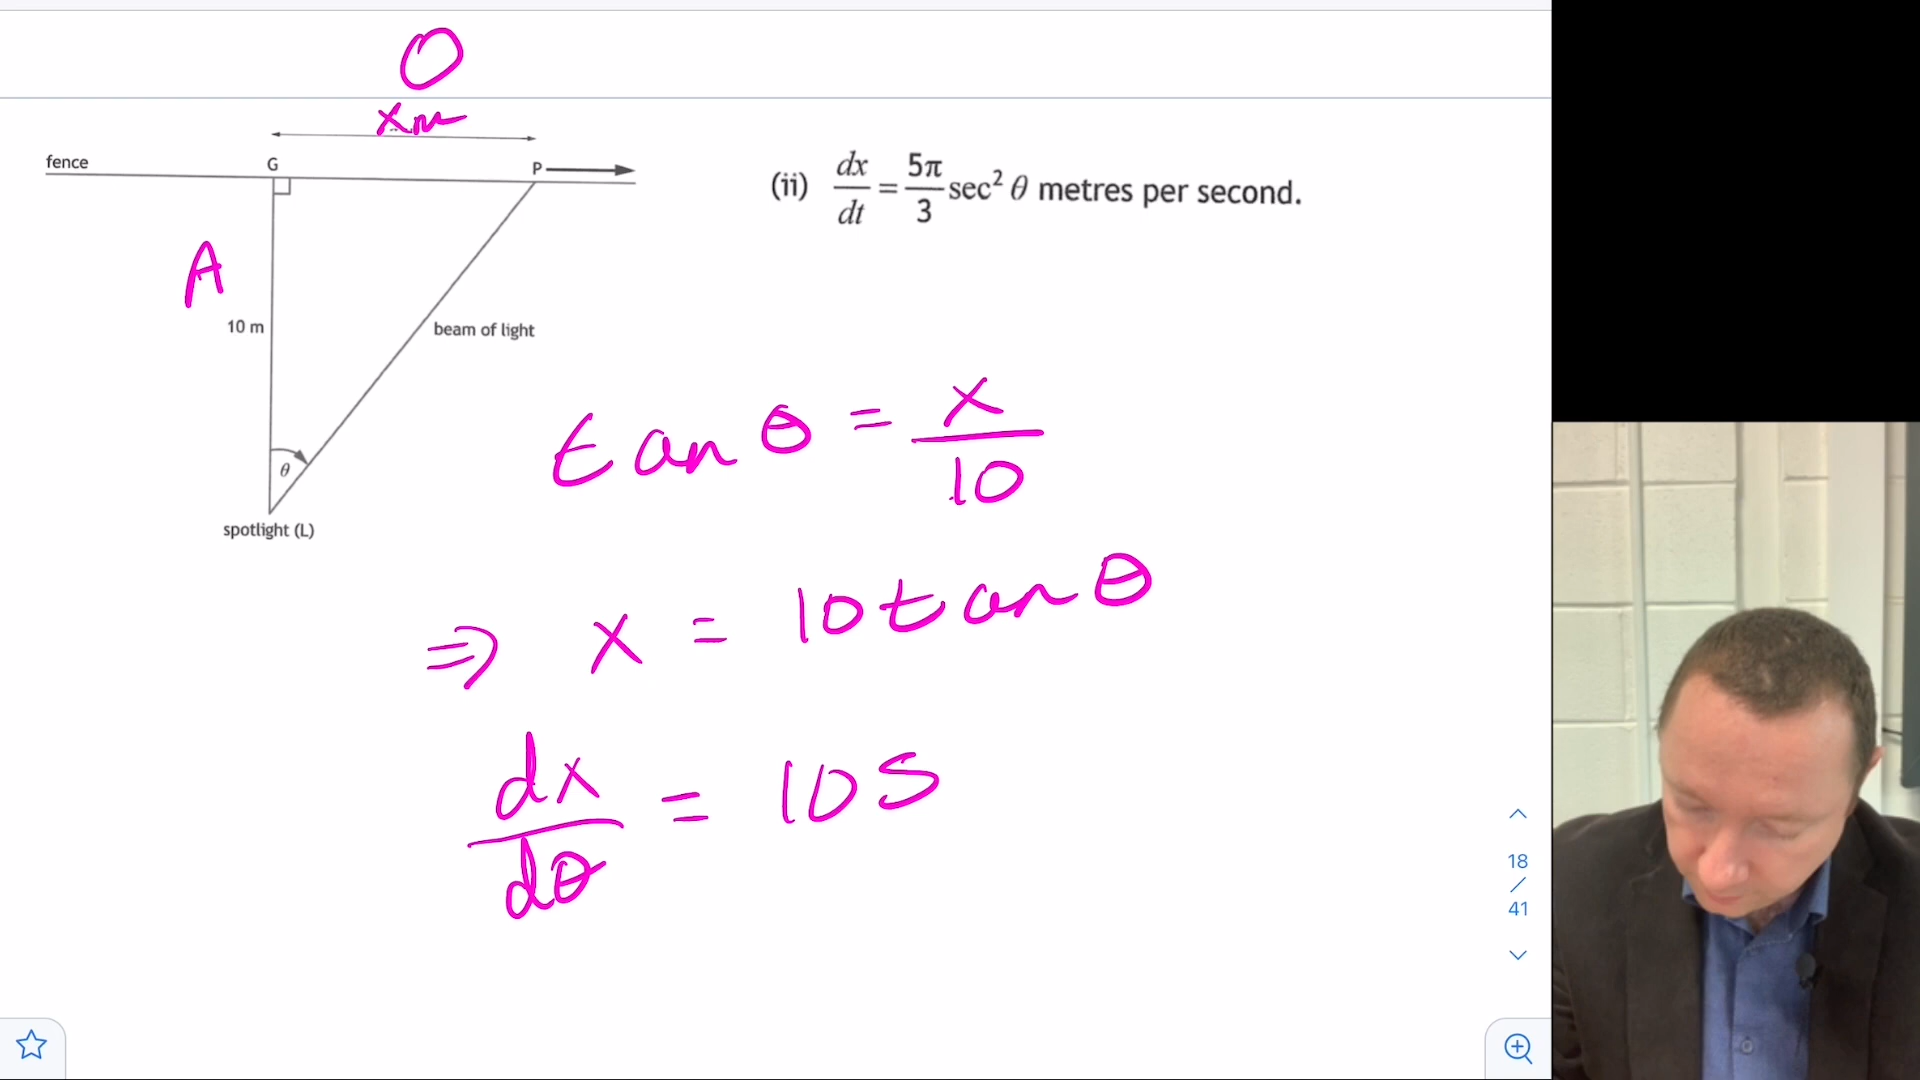 O
xm
fence
G
P
(ii) dx/dt = 5π/3 sec² θ metres per second.
A
10 m
beam of light
tan θ = x/10
θ
spotlight (L)
⇒ x = 10 tan θ
dx/dθ = 10 s
18
/
41